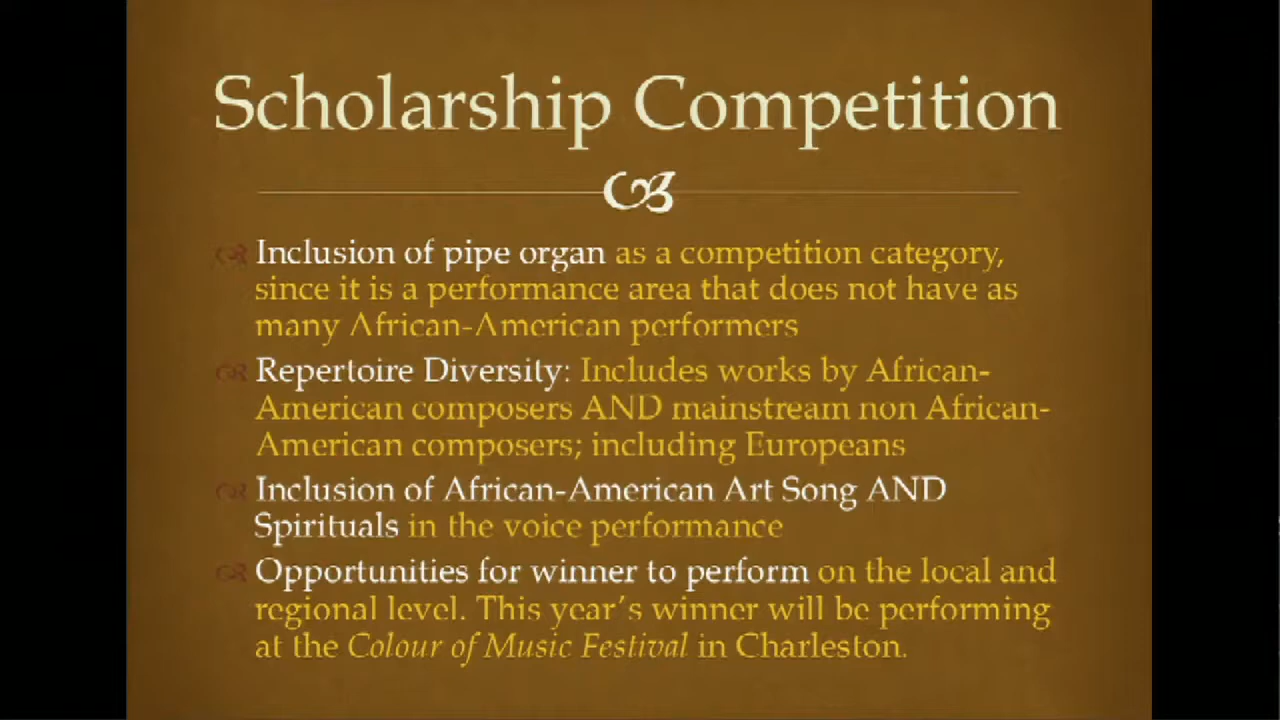 Scholarship Competition
Inclusion of pipe organ as a competition category,
since it is a performance area that does not have as
many African-American performers
Repertoire Diversity: Includes works by African-
American composers AND mainstream non African-
American composers; including Europeans
Inclusion of African-American Art Song AND
Spirituals in the voice performance
Opportunities for winner to perform on the local and
regional level. This year's winner will be performing
at the Colour of Music Festival in Charleston.